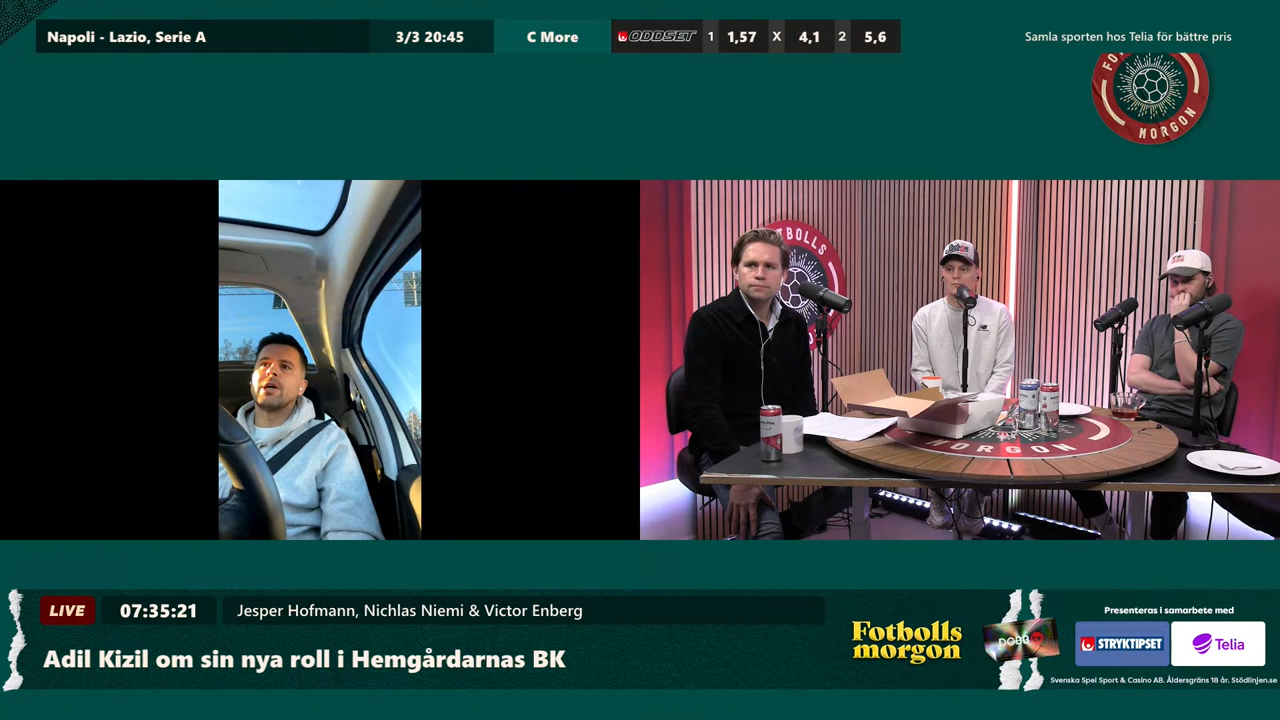 Napoli - Lazio, Serie A
3/3 20:45
C More
ODDSET
1
1,57
X
4,1
2
5,6
Samla sporten hos Telia för bättre pris
MORGON
MORGON
LIVE
07:35:21
Jesper Hofmann, Nichlas Niemi & Victor Enberg
Adil Kizil om sin nya roll i Hemgårdarnas BK
Fotbolls
morgon
Presenteras i samarbete med
STRYKTIPSET
Telia
Svenska Spel Sport & Casino AB. Åldersgräns 18 år. Stödlinjen.se